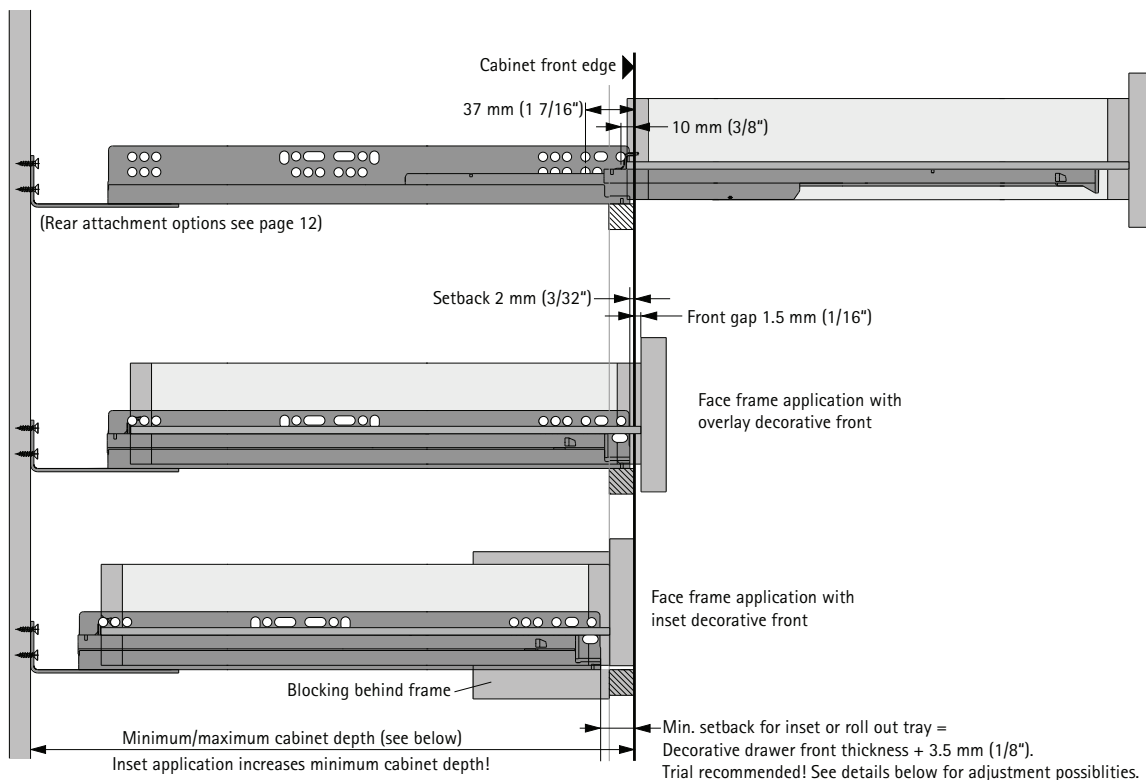 Cabinet front edge
37 mm (1 7/16“)
10 mm (3/8“)
(Rear attachment options see page 12)
Setback 2 mm (3/32“)
Front gap 1.5 mm (1/16“)
Face frame application with
overlay decorative front
Face frame application with
inset decorative front
Blocking behind frame
Minimum/maximum cabinet depth (see below)
Inset application increases minimum cabinet depth!
Min. setback for inset or roll out tray =
Decorative drawer front thickness + 3.5 mm (1/8“).
Trial recommended! See details below for adjustment possiblities.